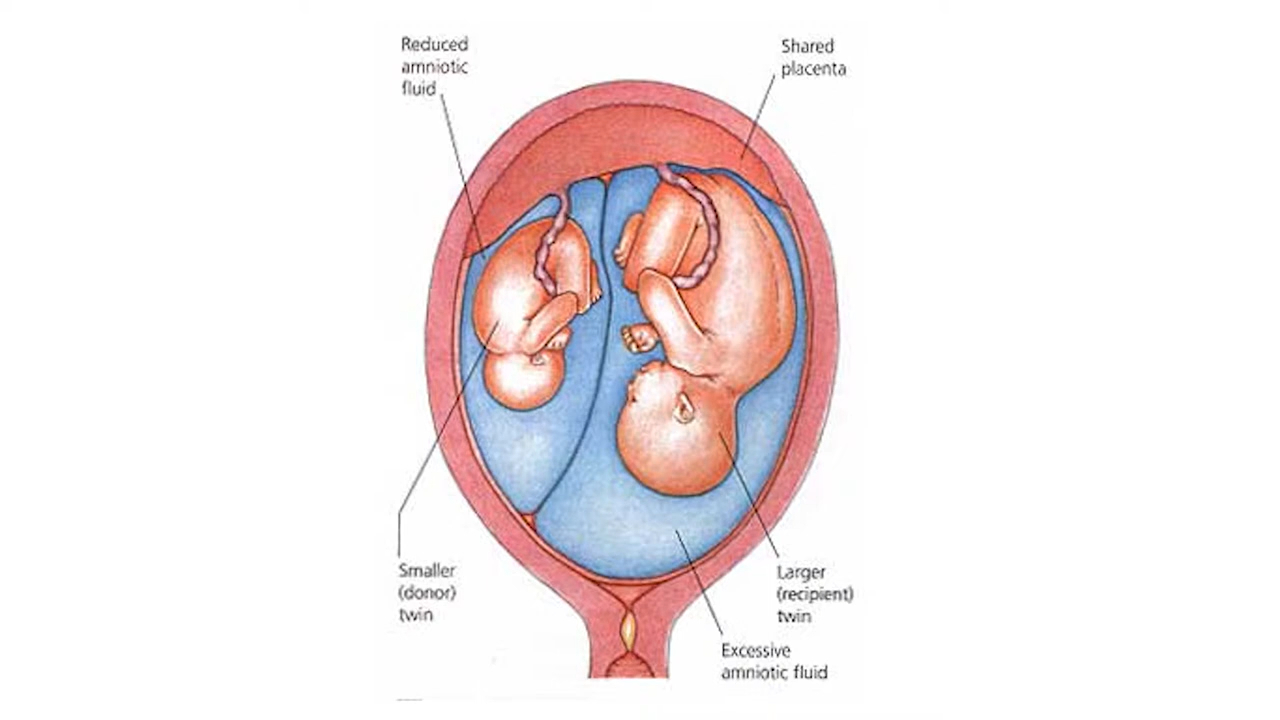 Reduced
amniotic
fluid
Shared
placenta
Smaller
(donor)
twin
Larger
(recipient)
twin
Excessive
amniotic fluid